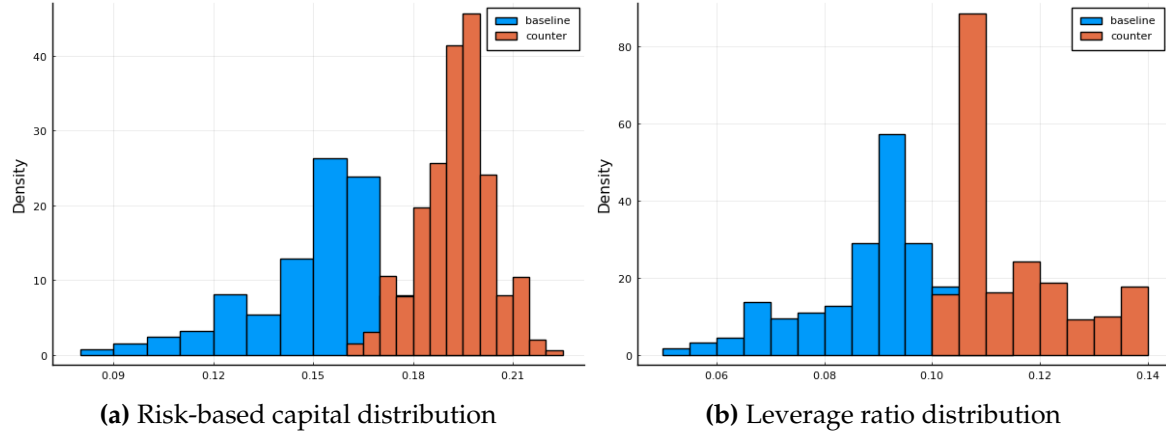 baseline
counter
Density
40
30
20
10
0
0.09 0.12 0.15 0.18 0.21
(a) Risk-based capital distribution
baseline
counter
Density
80
60
40
20
0
0.06 0.08 0.10 0.12 0.14
(b) Leverage ratio distribution